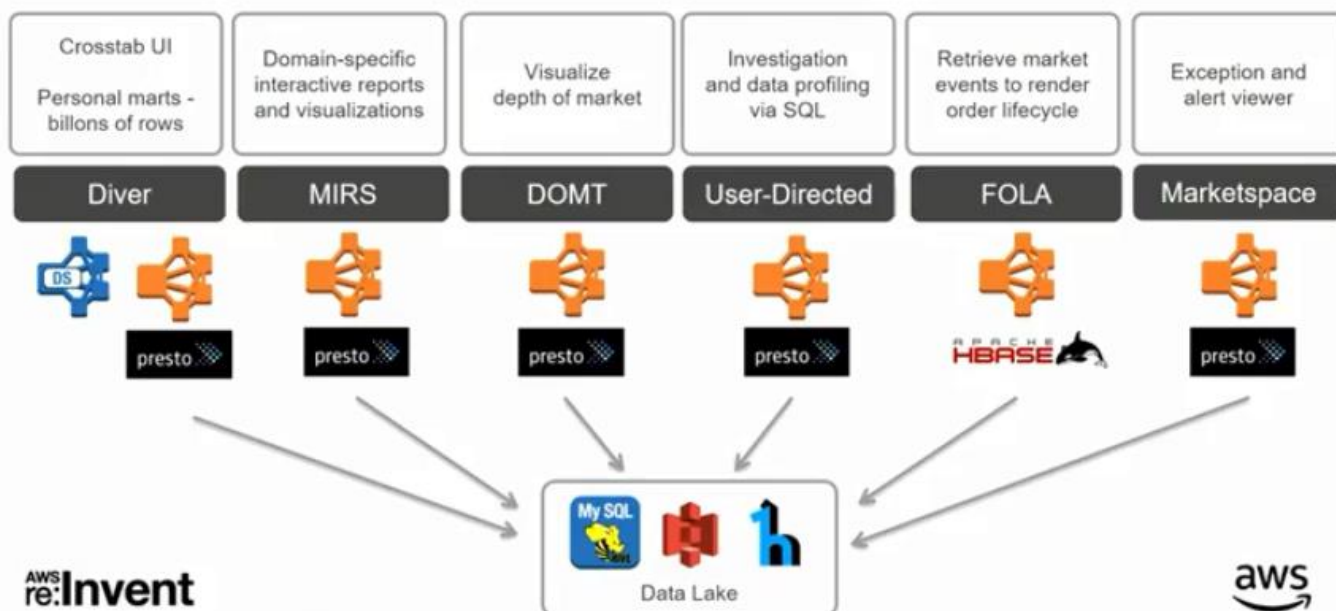 Crosstab UI
Personal marts -
billons of rows
Domain-specific
interactive reports
and visualizations
Visualize
depth of market
Investigation
and data profiling
via SQL
Retrieve market
events to render
order lifecycle
Exception and
alert viewer
Diver
MIRS
DOMT
User-Directed
FOLA
Marketspace
DS
presto
presto
presto
presto
APACHE
HBASE
presto
My SQL
h
Data Lake
AWS
re:Invent
aws